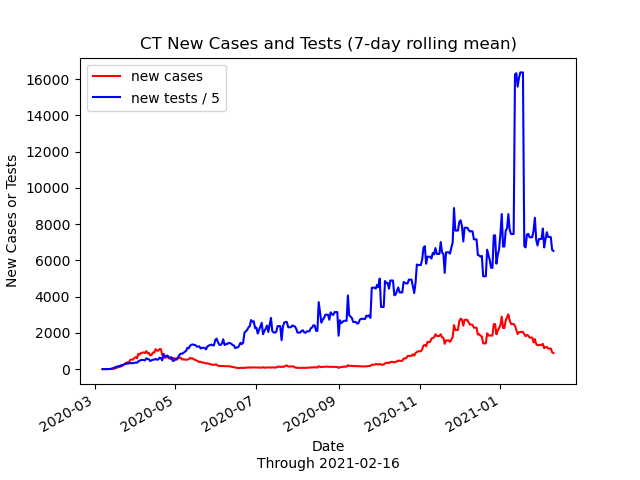 CT New Cases and Tests (7-day rolling mean)
new cases
new tests / 5
New Cases or Tests
16000
14000
12000
10000
8000
6000
4000
2000
0
2020-03
2020-05
2020-07
2020-09
2020-11
2021-01
Date
Through 2021-02-16